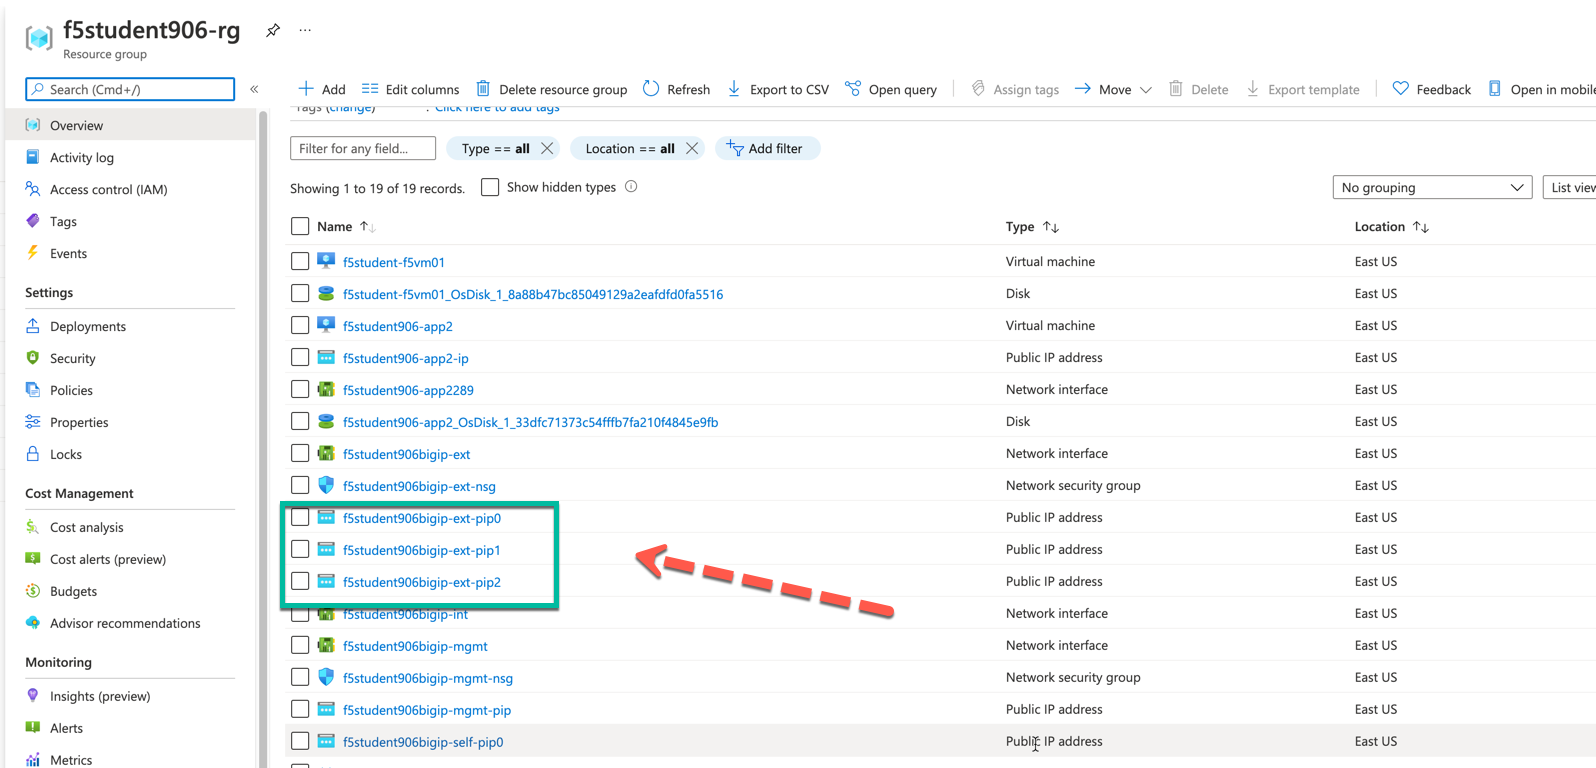 f5student906-rg
Resource group
Search (Cmd+/)
Add Edit columns Delete resource group Refresh Export to CSV Open query Assign tags Move Delete Export template Feedback Open in mobile
Tags (change) : Click here to add tags
Overview
Activity log
Access control (IAM)
Tags
Events
Settings
Deployments
Security
Policies
Properties
Locks
Cost Management
Cost analysis
Cost alerts (preview)
Budgets
Advisor recommendations
Monitoring
Insights (preview)
Alerts
Metrics
Filter for any field... Type == all Location == all Add filter
Showing 1 to 19 of 19 records. Show hidden types No grouping List view
Name Type Location
f5student-f5vm01 Virtual machine East US
f5student-f5vm01_OsDisk_1_8a88b47bc85049129a2eafdfd0fa5516 Disk East US
f5student906-app2 Virtual machine East US
f5student906-app2-ip Public IP address East US
f5student906-app2289 Network interface East US
f5student906-app2_OsDisk_1_33dfc71373c54fffb7fa210f4845e9fb Disk East US
f5student906bigip-ext Network interface East US
f5student906bigip-ext-nsg Network security group East US
f5student906bigip-ext-pip0 Public IP address East US
f5student906bigip-ext-pip1 Public IP address East US
f5student906bigip-ext-pip2 Public IP address East US
f5student906bigip-int Network interface East US
f5student906bigip-mgmt Network interface East US
f5student906bigip-mgmt-nsg Network security group East US
f5student906bigip-mgmt-pip Public IP address East US
f5student906bigip-self-pip0 Public IP address East US